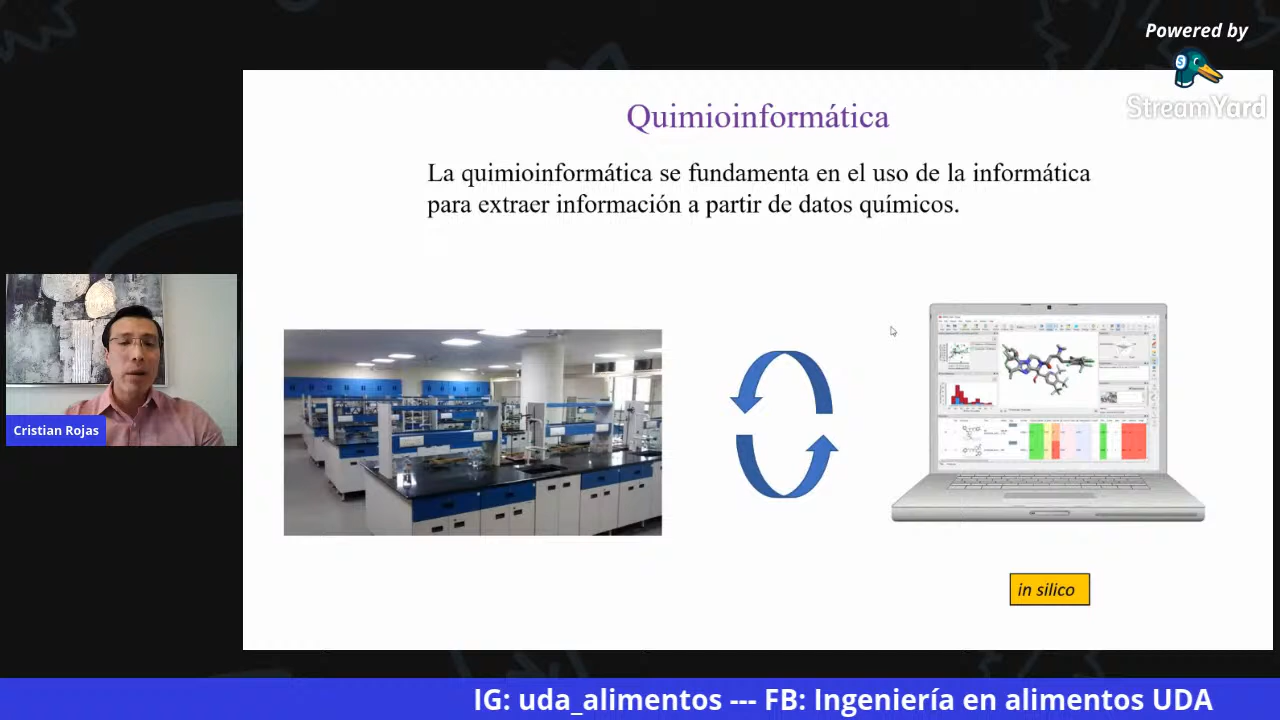 Powered by
StreamYard
Quimioinformática
La quimioinformática se fundamenta en el uso de la informática
para extraer información a partir de datos químicos.
Cristian Rojas
in silico
IG: uda_alimentos --- FB: Ingeniería en alimentos UDA